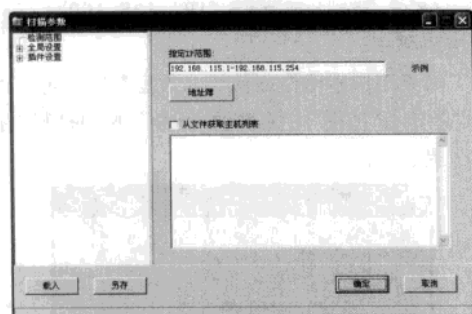 扫描参数
检测范围
全局设置
插件设置
指定IP范围:
192.168..115.1-192.168.115.254
示例
地址簿
从文件获取主机列表
载入
另存
确定
取消